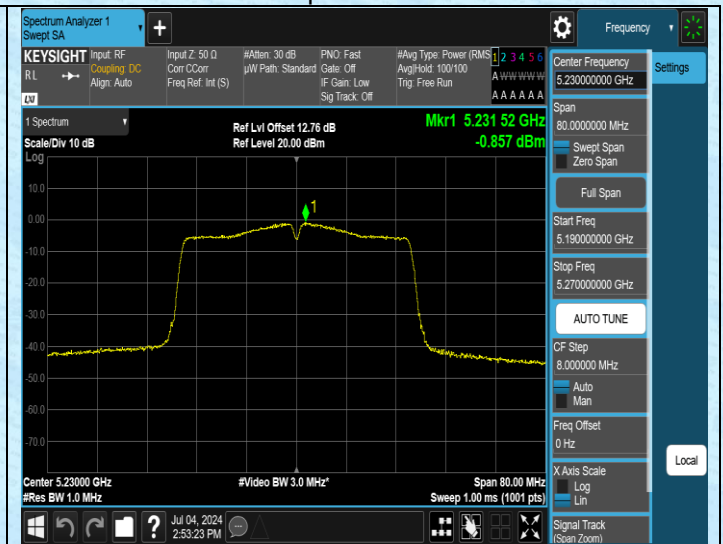 Spectrum Analyzer 1
Swept SA
+
Frequency
KEYSIGHT
RL
LXI
Input: RF
Coupling: DC
Align: Auto
Input Z: 50 Ω
Corr CCorr
Freq Ref: Int (S)
#Atten: 30 dB
µW Path: Standard
PNO: Fast
Gate: Off
IF Gain: Low
Sig Track: Off
#Avg Type: Power (RMS
Avg|Hold: 100/100
Trig: Free Run
1 2 3 4 5 6
A W W W W W
A A A A A A
1 Spectrum
Scale/Div 10 dB
Log
Ref Lvl Offset 12.76 dB
Ref Level 20.00 dBm
Mkr1 5.231 52 GHz
-0.857 dBm
1
10.0
0.00
-10.0
-20.0
-30.0
-40.0
-50.0
-60.0
-70.0
Center 5.23000 GHz
#Res BW 1.0 MHz
#Video BW 3.0 MHz*
Span 80.00 MHz
Sweep 1.00 ms (1001 pts)
?
Jul 04, 2024
2:53:23 PM
Center Frequency
5.230000000 GHz
Span
80.0000000 MHz
Swept Span
Zero Span
Full Span
Start Freq
5.190000000 GHz
Stop Freq
5.270000000 GHz
AUTO TUNE
CF Step
8.000000 MHz
Auto
Man
Freq Offset
0 Hz
X Axis Scale
Log
Lin
Signal Track
(Span Zoom)
Settings
Local